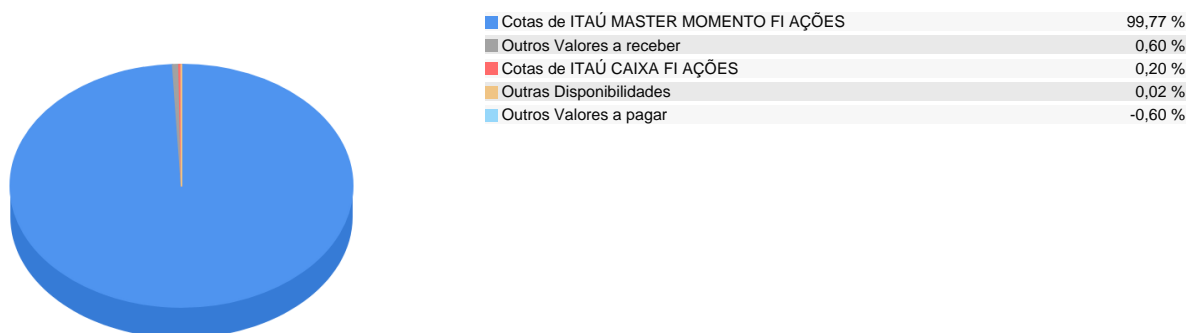 Cotas de ITAÚ MASTER MOMENTO FI AÇÕES 99,77 %
Outros Valores a receber 0,60 %
Cotas de ITAÚ CAIXA FI AÇÕES 0,20 %
Outras Disponibilidades 0,02 %
Outros Valores a pagar -0,60 %